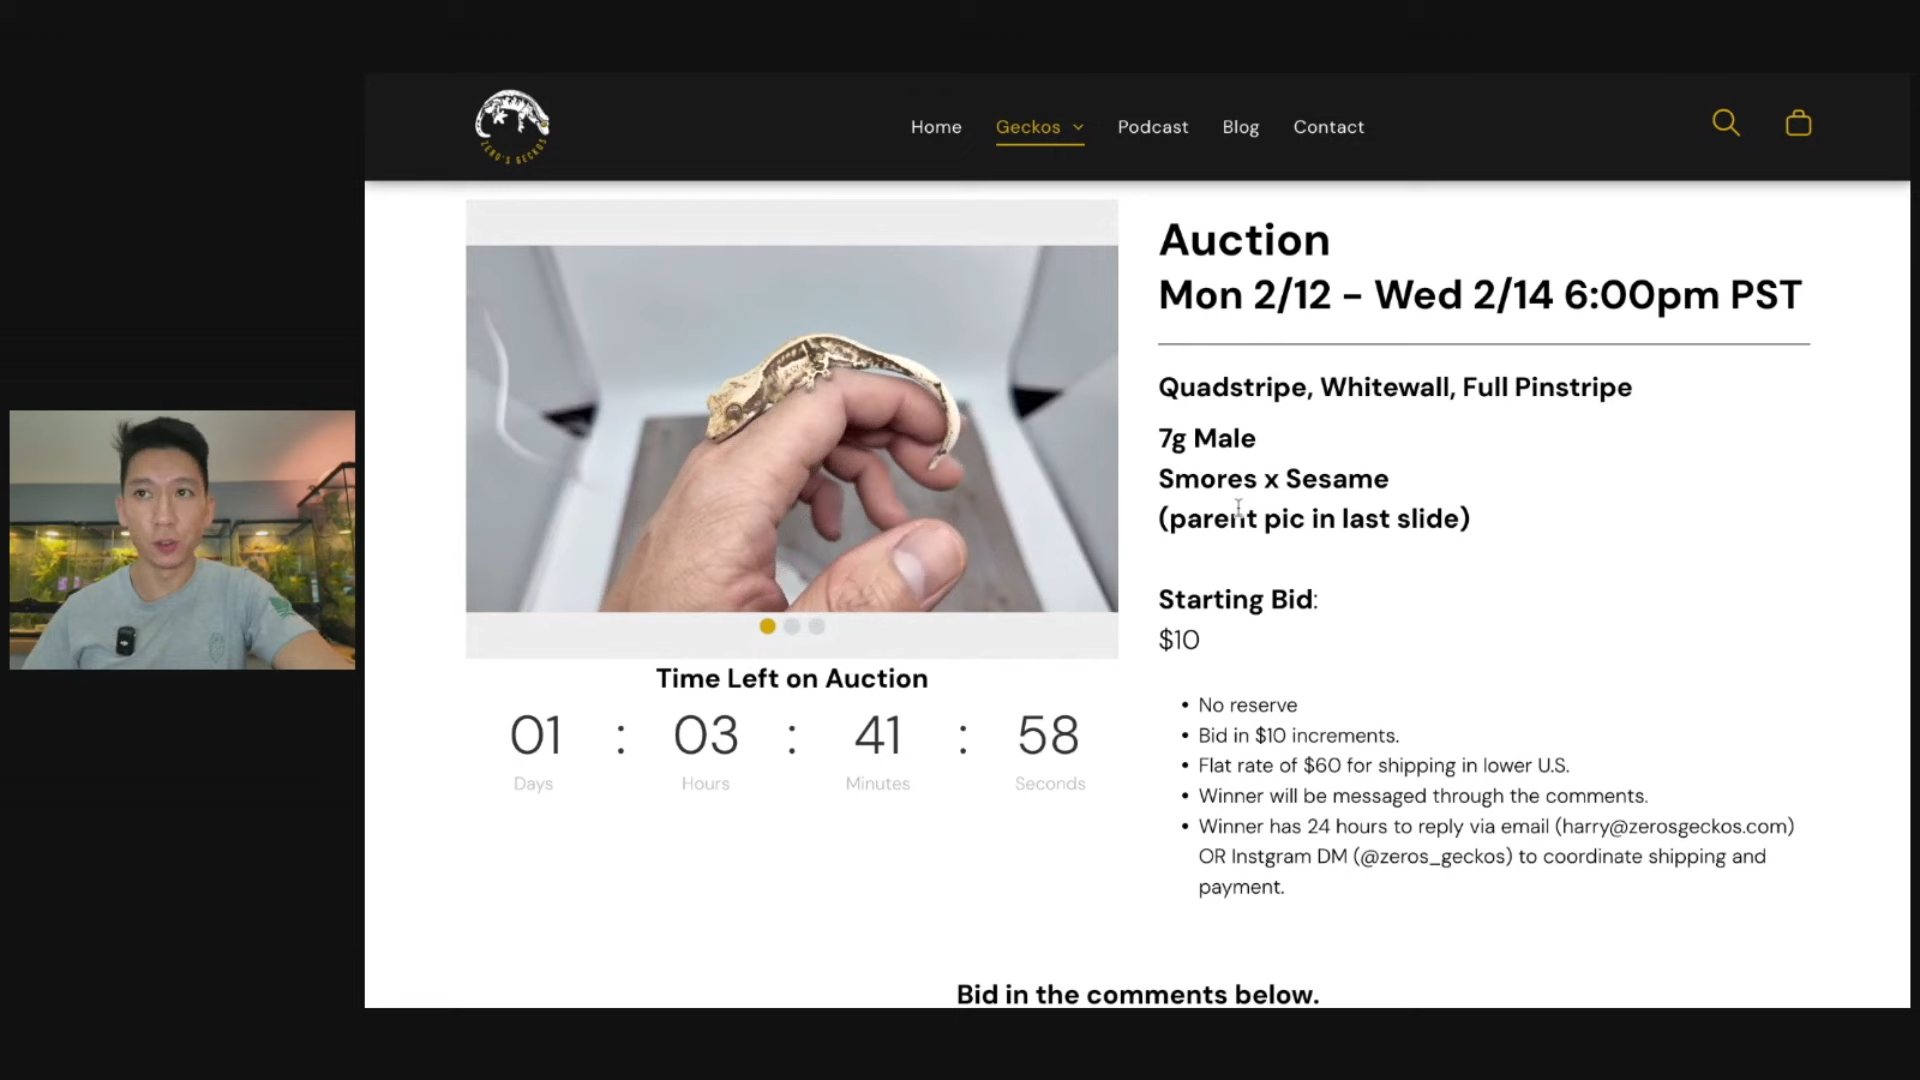 ZERO'S GECKOS
Home
Geckos
Podcast
Blog
Contact
Auction
Mon 2/12 - Wed 2/14 6:00pm PST
Quadstripe, Whitewall, Full Pinstripe
7g Male
Smores x Sesame
(parent pic in last slide)
Starting Bid:
$10
• No reserve
• Bid in $10 increments.
• Flat rate of $60 for shipping in lower U.S.
• Winner will be messaged through the comments.
• Winner has 24 hours to reply via email (harry@zerosgeckos.com)
OR Instgram DM (@zeros_geckos) to coordinate shipping and
payment.
Time Left on Auction
01 : 03 : 41 : 58
Days Hours Minutes Seconds
Bid in the comments below.